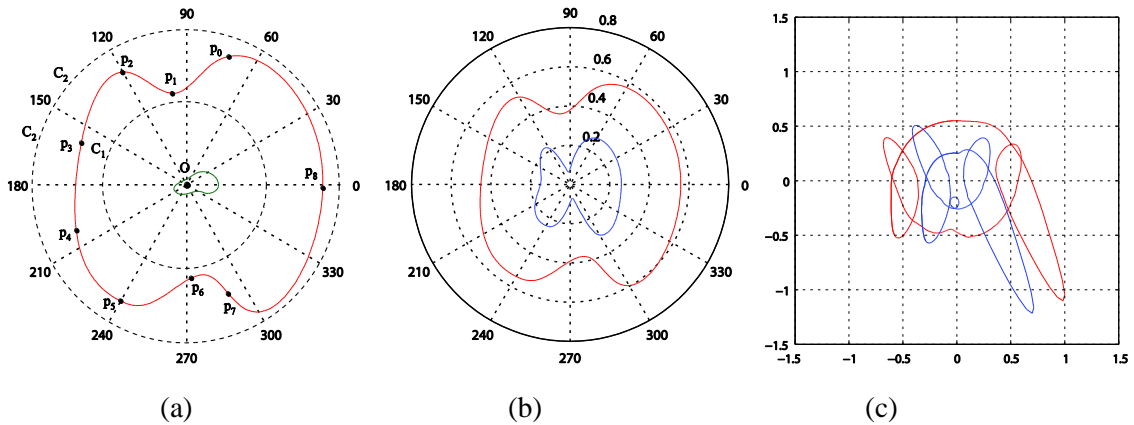 90
120
60
150
30
180
0
210
330
240
300
270
C₂
C₂
C₁
O
p₀
p₁
p₂
p₃
p₄
p₅
p₆
p₇
p₈
(a)
90
120
60
150
30
180
0
210
330
240
300
270
0.8
0.6
0.4
0.2
(b)
1.5
1
0.5
0
−0.5
−1
−1.5
−1.5 −1 −0.5 0 0.5 1 1.5
(c)